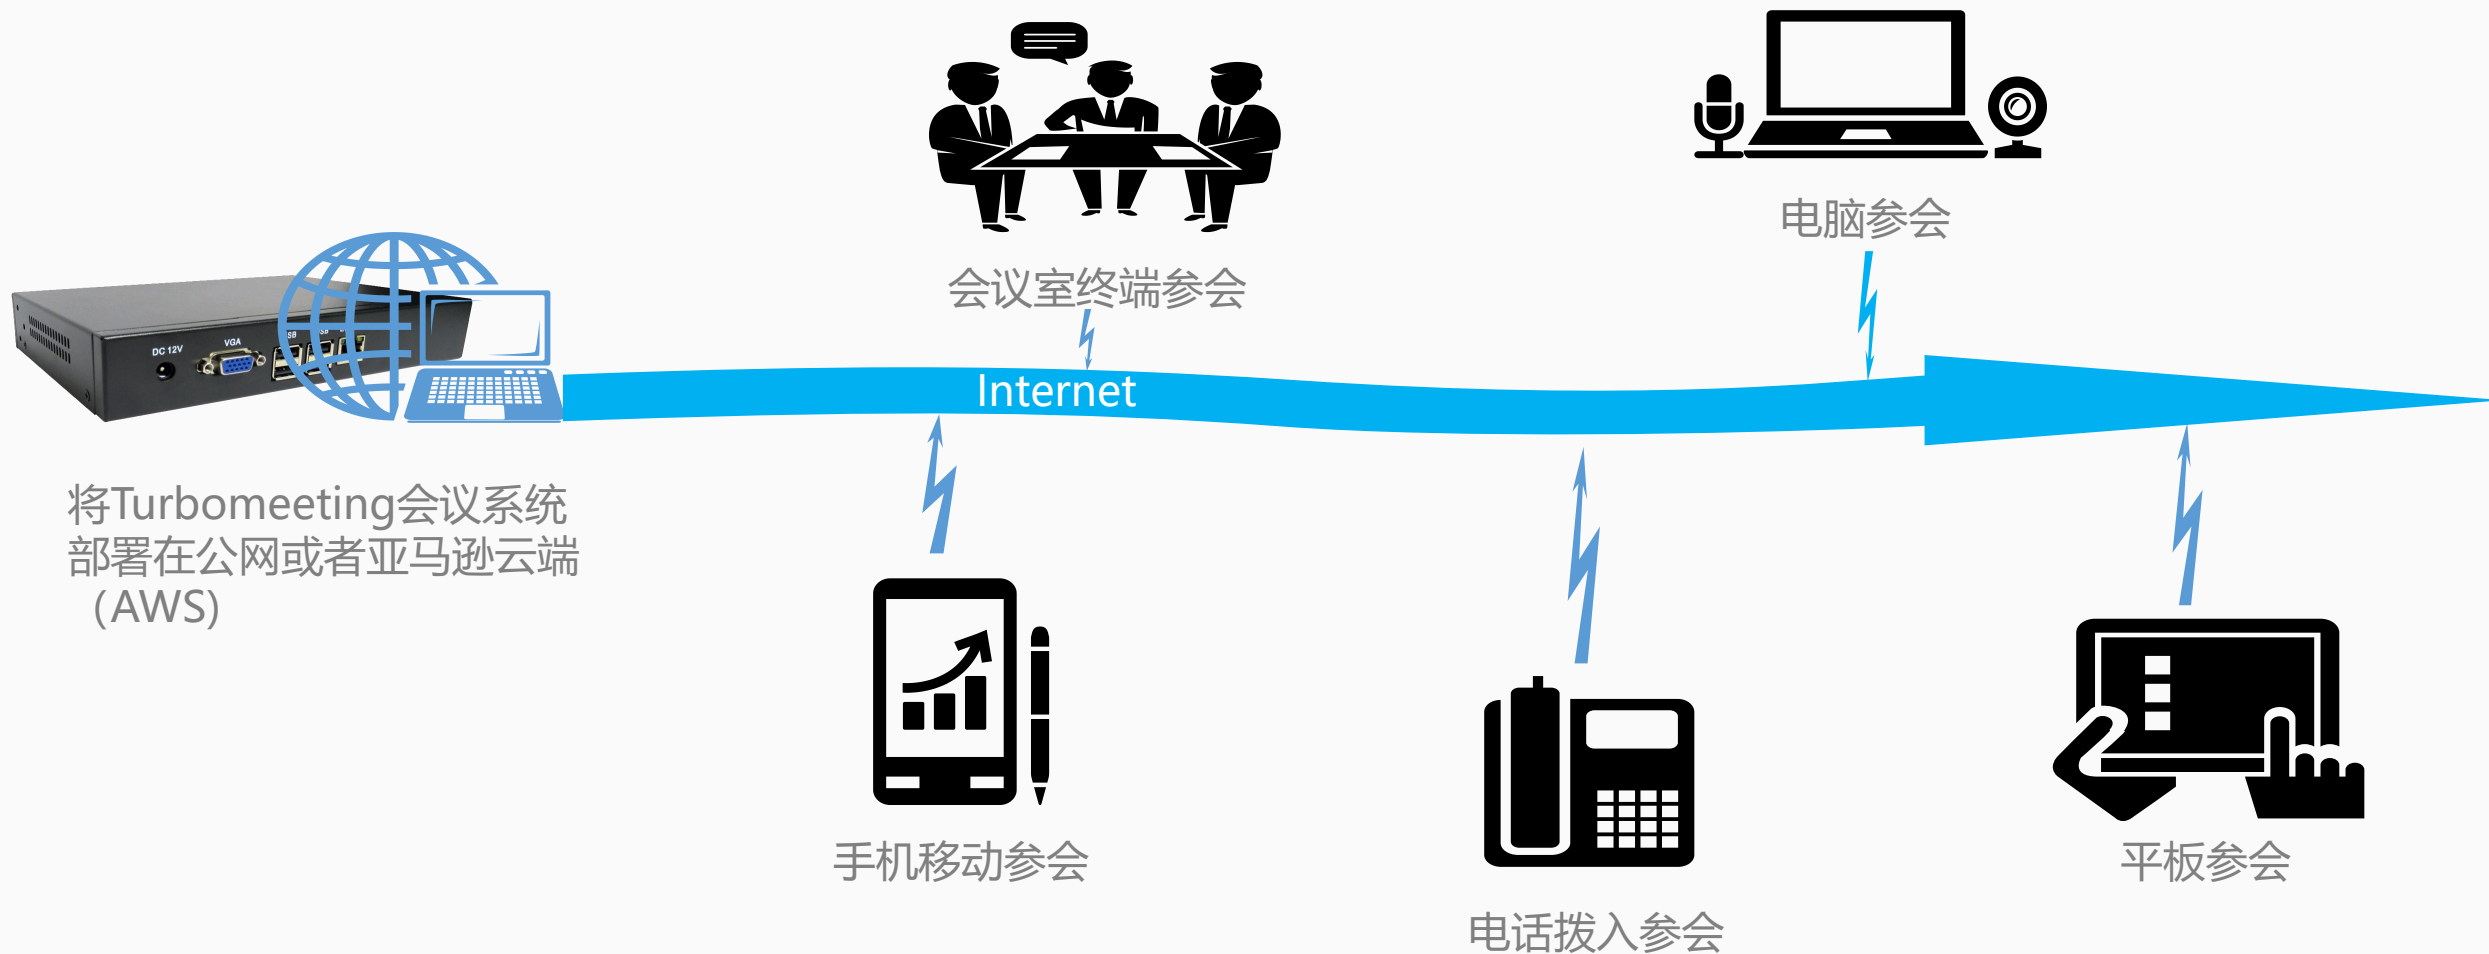 电脑参会
会议室终端参会
DC 12V
VGA
Internet
将Turbomeeting会议系统
部署在公网或者亚马逊云端
（AWS)
手机移动参会
平板参会
电话拨入参会